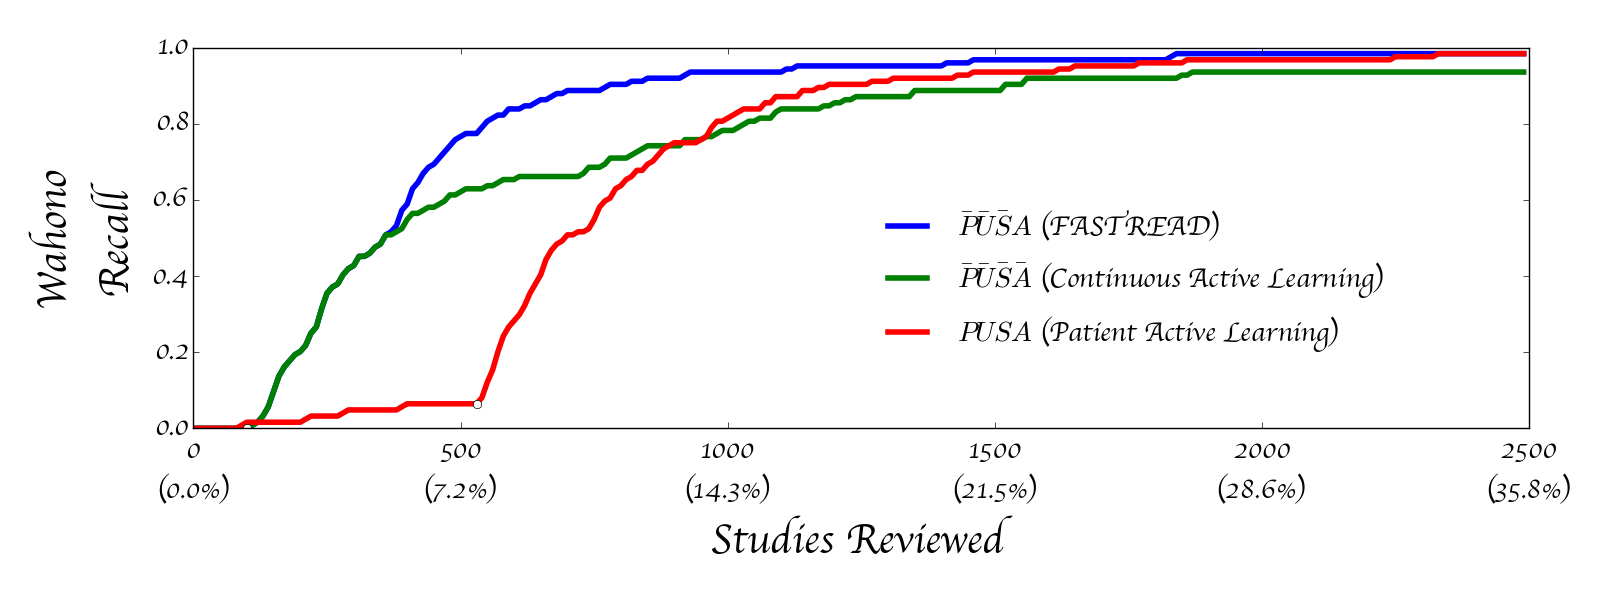 1.0
0.8
0.6
0.4
0.2
0.0
Wahono
Recall
P̄ŪS̄A (FASTREAD)
P̄ŪS̄Ā (Continuous Active Learning)
PUSA (Patient Active Learning)
0 500 1000 1500 2000 2500
(0.0%) (7.2%) (14.3%) (21.5%) (28.6%) (35.8%)
Studies Reviewed